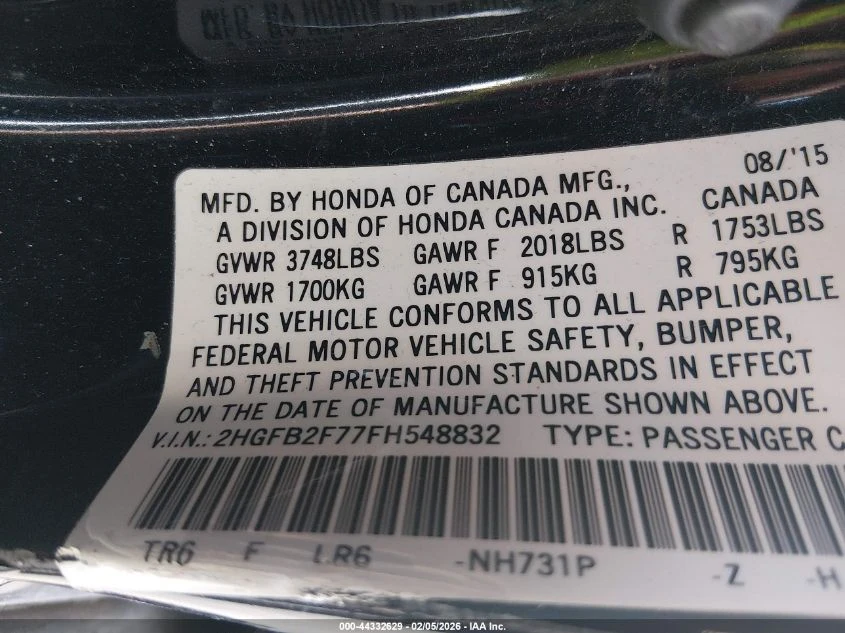 08/'15
MFD. BY HONDA OF CANADA MFG.,
A DIVISION OF HONDA CANADA INC. CANADA
GVWR 3748LBS GAWR F 2018LBS R 1753LBS
GVWR 1700KG GAWR F 915KG R 795KG
THIS VEHICLE CONFORMS TO ALL APPLICABLE
FEDERAL MOTOR VEHICLE SAFETY, BUMPER,
AND THEFT PREVENTION STANDARDS IN EFFECT
ON THE DATE OF MANUFACTURE SHOWN ABOVE.
V.I.N.: 2HGFB2F77FH548832 TYPE: PASSENGER C
TR6 F LR6 -NH731P -Z -H
000-44332629 - 02/05/2026 - IAA Inc.